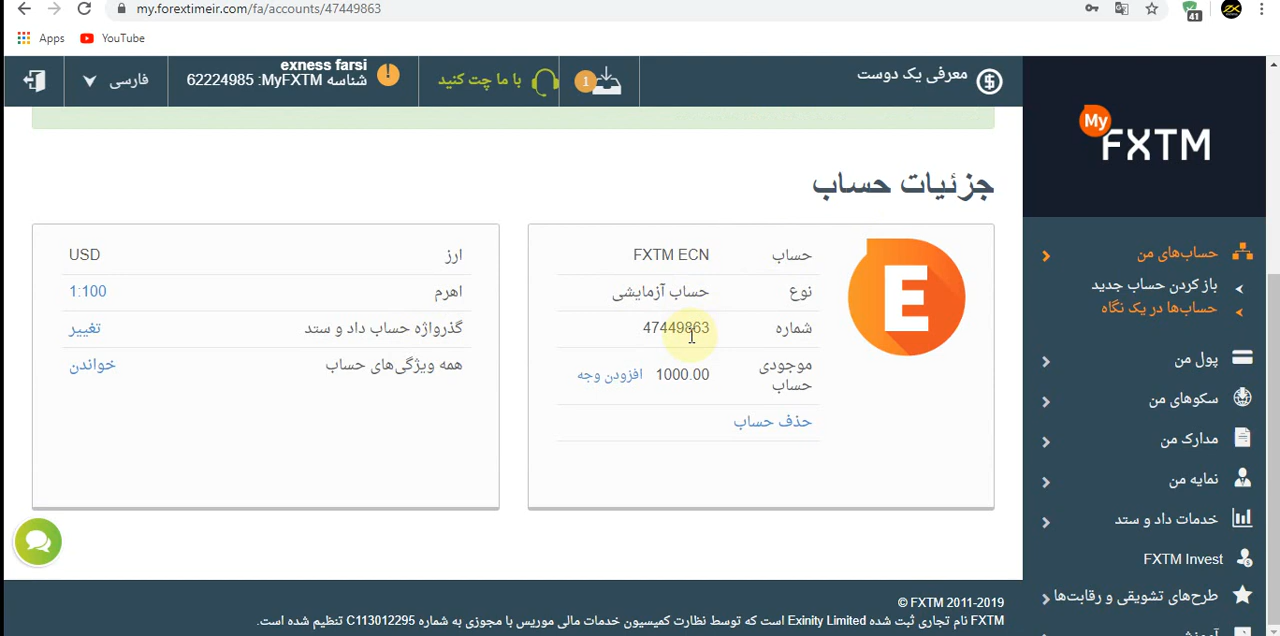 my.forextimeir.com/fa/accounts/47449863
41
Apps
YouTube
معرفی یک دوست
1
با ما چت کنید
exness farsi
شناسه MyFXTM: 62224985
فارسی
My
FXTM
جزئیات حساب
E
حساب FXTM ECN
نوع حساب آزمایشی
شماره 47449863
موجودی حساب 1000.00 افزودن وجه
حذف حساب
ارز USD
اهرم 1:100
گذرواژه حساب داد و ستد تغییر
همه ویژگی‌های حساب خواندن
حساب‌های من
باز کردن حساب جدید
حساب‌ها در یک نگاه
پول من
سکوهای من
مدارک من
نمایه من
خدمات داد و ستد
FXTM Invest
طرح‌های تشویقی و رقابت‌ها
© FXTM 2011-2019
FXTM نام تجاری ثبت شده Exinity Limited است که توسط نظارت کمیسیون خدمات مالی موریس با مجوزی به شماره C113012295 تنظیم شده است.